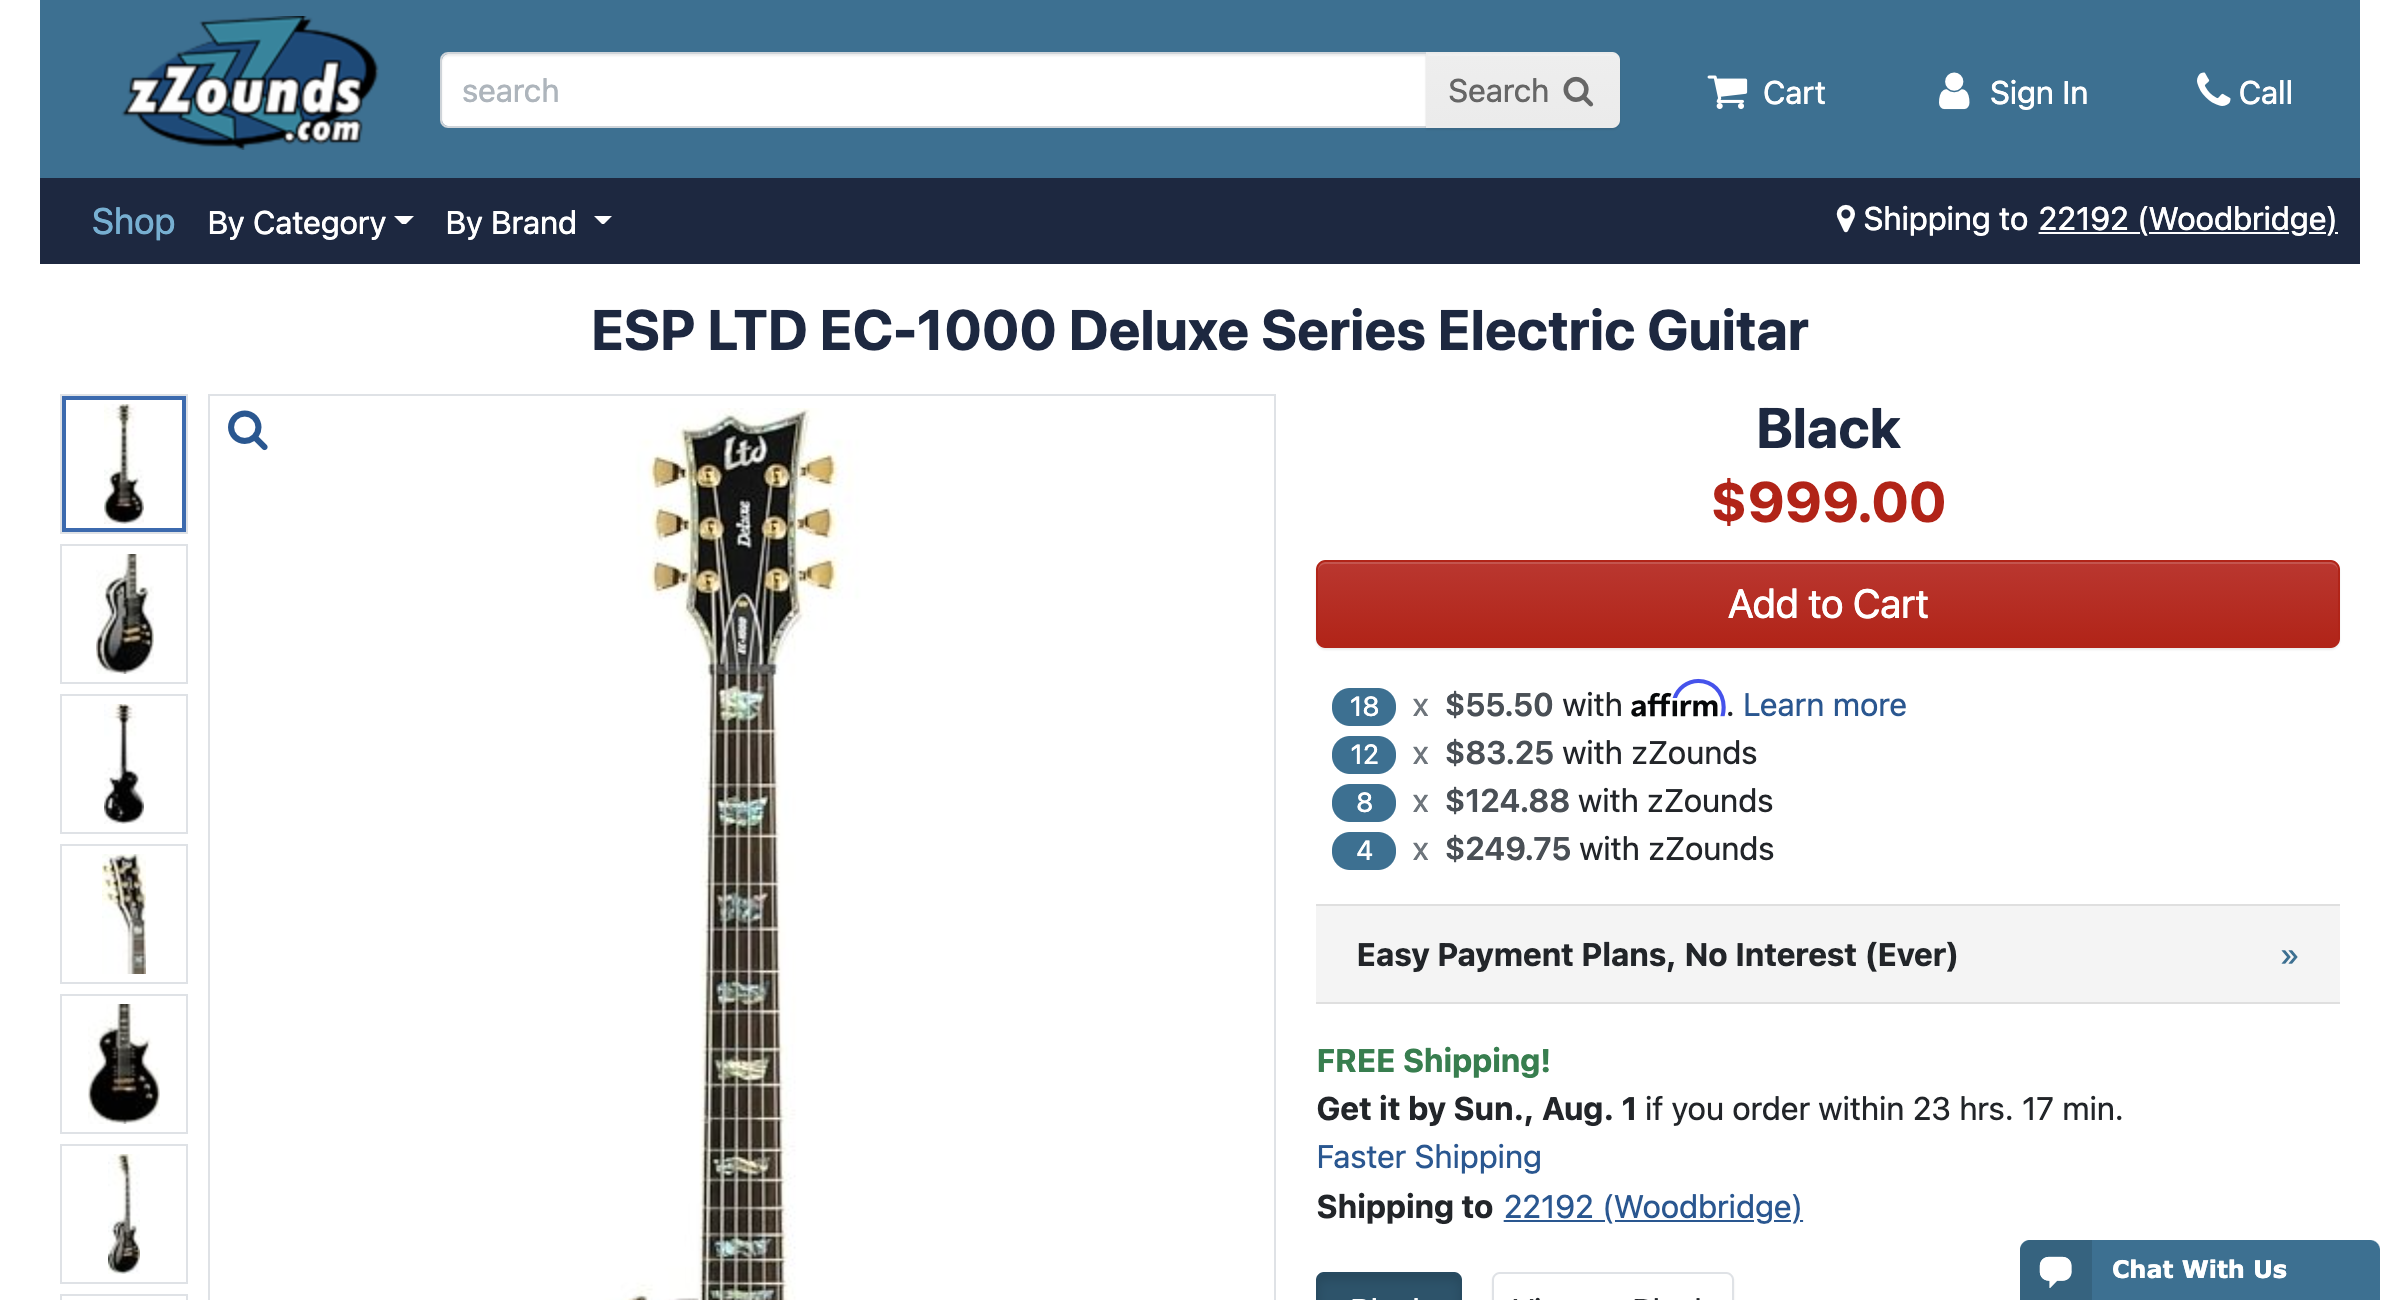 zZounds
.com
search
Search
Cart
Sign In
Call
Shop
By Category
By Brand
Shipping to 22192 (Woodbridge)
ESP LTD EC-1000 Deluxe Series Electric Guitar
Ltd
Deluxe
EC-1000
Black
$999.00
Add to Cart
18 x $55.50 with affirm. Learn more
12 x $83.25 with zZounds
8 x $124.88 with zZounds
4 x $249.75 with zZounds
Easy Payment Plans, No Interest (Ever) »
FREE Shipping!
Get it by Sun., Aug. 1 if you order within 23 hrs. 17 min.
Faster Shipping
Shipping to 22192 (Woodbridge)
Chat With Us